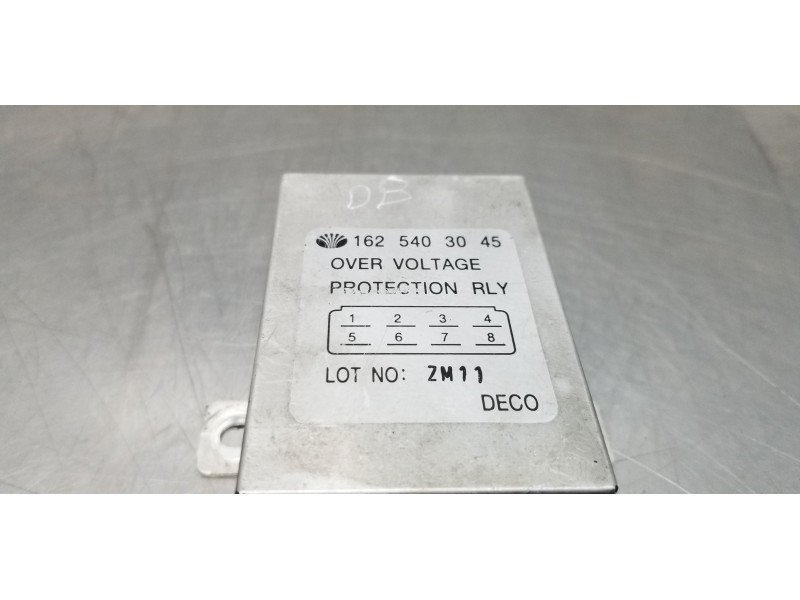 DB
162 540 30 45
OVER VOLTAGE
PROTECTION RLY
1 2 3 4
5 6 7 8
LOT NO: ZM11
DECO